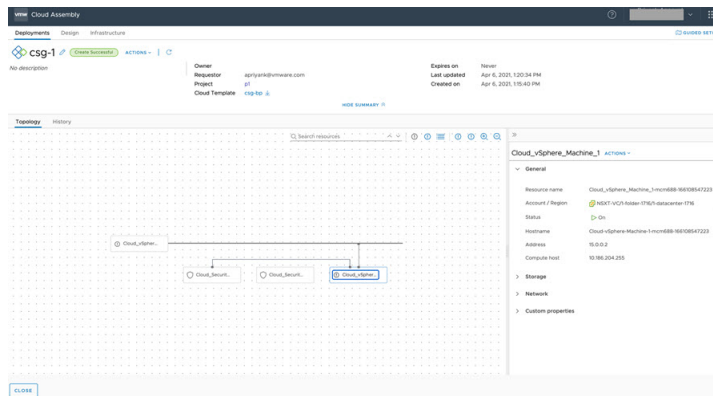 vmw Cloud Assembly
Deployments Design Infrastructure
GUIDED SET
csg-1 Create Successful ACTIONS
No description
Owner
Requestor apriyank@vmware.com
Project p1
Cloud Template csg-bp
Expires on Never
Last updated Apr 6, 2021, 1:20:34 PM
Created on Apr 6, 2021, 1:15:40 PM
HIDE SUMMARY
Topology History
Search resources
Cloud_vSpher...
Cloud_Securit...
Cloud_Securit...
Cloud_vSpher...
Cloud_vSphere_Machine_1 ACTIONS
General
Resource name Cloud_vSphere_Machine_1-mcm688-166108547223
Account / Region NSXT-VC/1-folder-1716/1-datacenter-1716
Status On
Hostname Cloud-vSphere-Machine-1-mcm688-166108547223
Address 15.0.0.2
Compute host 10.186.204.255
Storage
Network
Custom properties
CLOSE